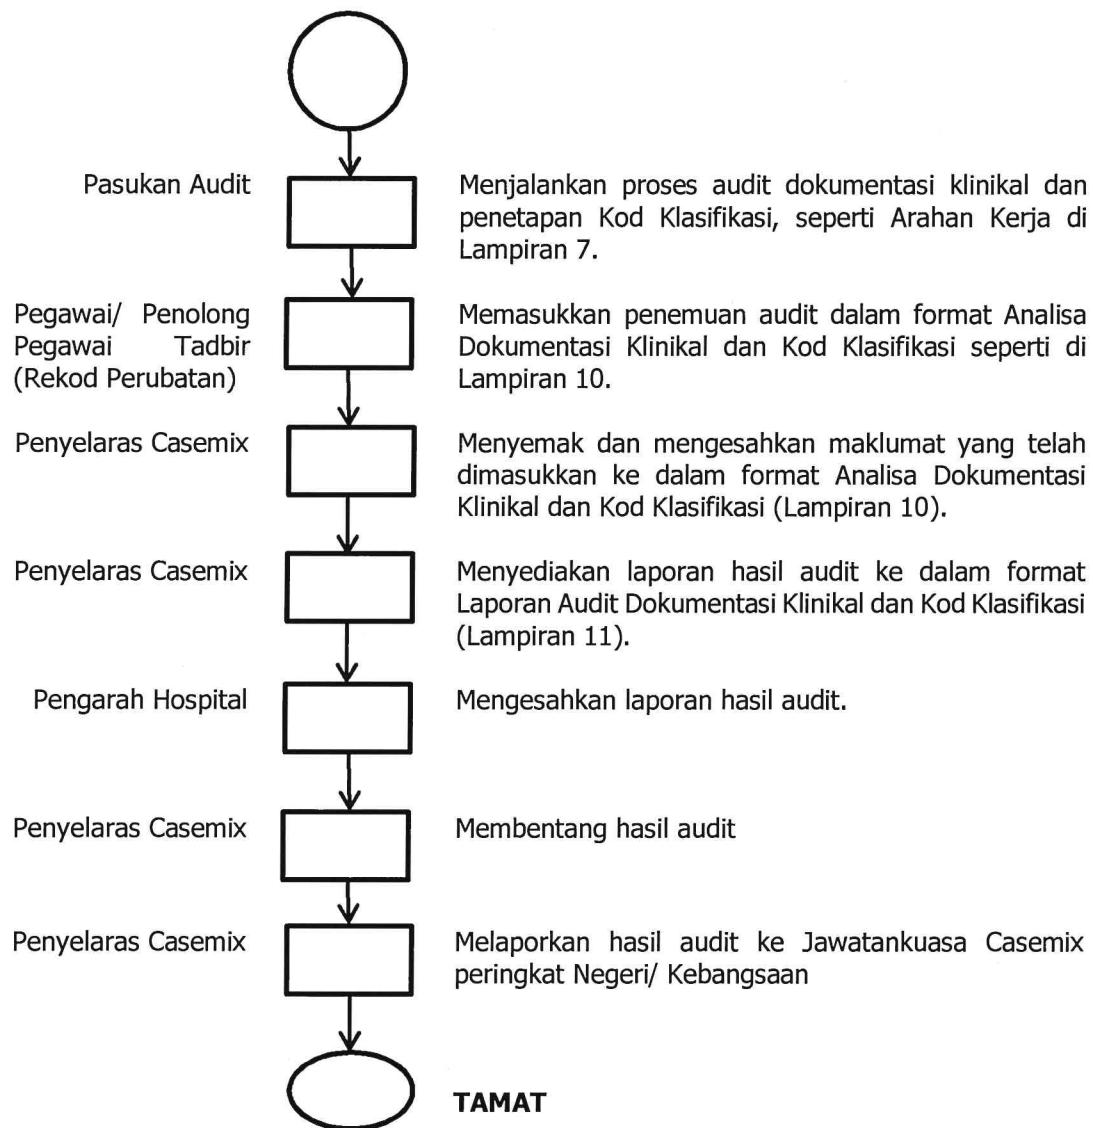 Pasukan Audit
Menjalankan proses audit dokumentasi klinikal dan
penetapan Kod Klasifikasi, seperti Arahan Kerja di
Lampiran 7.
Pegawai/ Penolong
Pegawai Tadbir
(Rekod Perubatan)
Memasukkan penemuan audit dalam format Analisa
Dokumentasi Klinikal dan Kod Klasifikasi seperti di
Lampiran 10.
Penyelaras Casemix
Menyemak dan mengesahkan maklumat yang telah
dimasukkan ke dalam format Analisa Dokumentasi
Klinikal dan Kod Klasifikasi (Lampiran 10).
Penyelaras Casemix
Menyediakan laporan hasil audit ke dalam format
Laporan Audit Dokumentasi Klinikal dan Kod Klasifikasi
(Lampiran 11).
Pengarah Hospital
Mengesahkan laporan hasil audit.
Penyelaras Casemix
Membentang hasil audit
Penyelaras Casemix
Melaporkan hasil audit ke Jawatankuasa Casemix
peringkat Negeri/ Kebangsaan
TAMAT